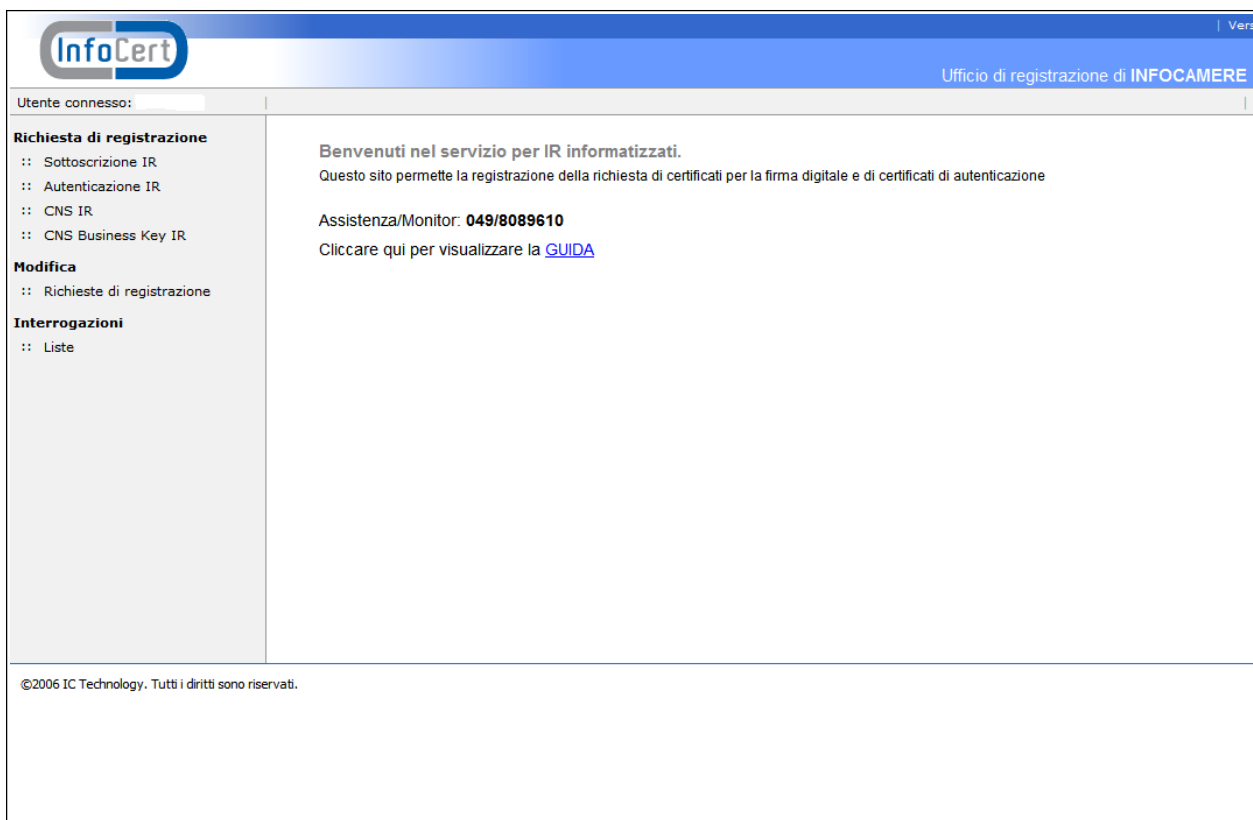 InfoCert
| Vers
Ufficio di registrazione di INFOCAMERE
Utente connesso:
Richiesta di registrazione
:: Sottoscrizione IR
:: Autenticazione IR
:: CNS IR
:: CNS Business Key IR
Modifica
:: Richieste di registrazione
Interrogazioni
:: Liste
Benvenuti nel servizio per IR informatizzati.
Questo sito permette la registrazione della richiesta di certificati per la firma digitale e di certificati di autenticazione
Assistenza/Monitor: 049/8089610
Cliccare qui per visualizzare la GUIDA
©2006 IC Technology. Tutti i diritti sono riservati.